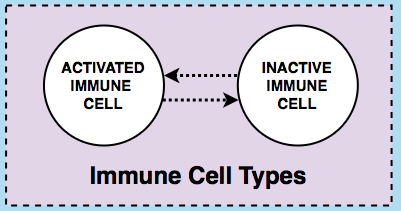 ACTIVATED
IMMUNE
CELL
INACTIVE
IMMUNE
CELL
Immune Cell Types